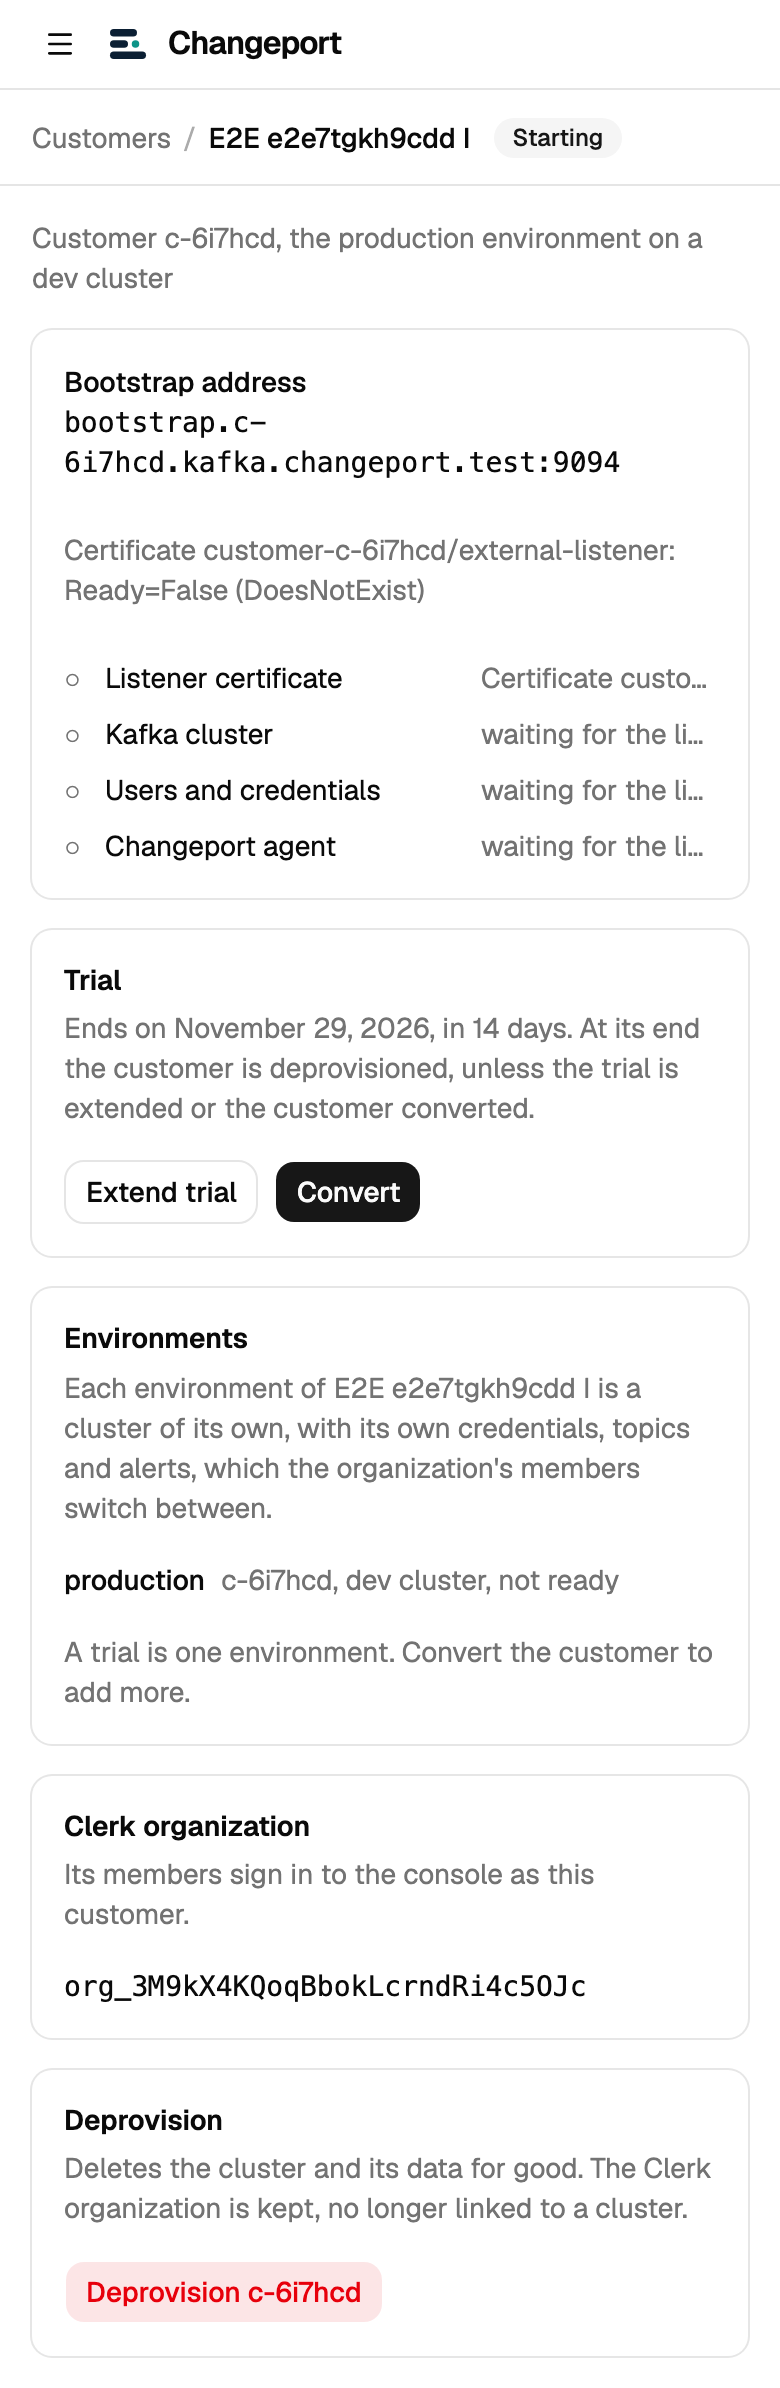 Changeport
Customers / E2E e2e7tgkh9cdd I Starting
Customer c-6i7hcd, the production environment on a
dev cluster
Bootstrap address
bootstrap.c-
6i7hcd.kafka.changeport.test:9094
Certificate customer-c-6i7hcd/external-listener:
Ready=False (DoesNotExist)
Listener certificate Certificate custo...
Kafka cluster waiting for the li...
Users and credentials waiting for the li...
Changeport agent waiting for the li...
Trial
Ends on November 29, 2026, in 14 days. At its end
the customer is deprovisioned, unless the trial is
extended or the customer converted.
Extend trial Convert
Environments
Each environment of E2E e2e7tgkh9cdd I is a
cluster of its own, with its own credentials, topics
and alerts, which the organization's members
switch between.
production c-6i7hcd, dev cluster, not ready
A trial is one environment. Convert the customer to
add more.
Clerk organization
Its members sign in to the console as this
customer.
org_3M9kX4KQoqBbokLcrndRi4c5OJc
Deprovision
Deletes the cluster and its data for good. The Clerk
organization is kept, no longer linked to a cluster.
Deprovision c-6i7hcd